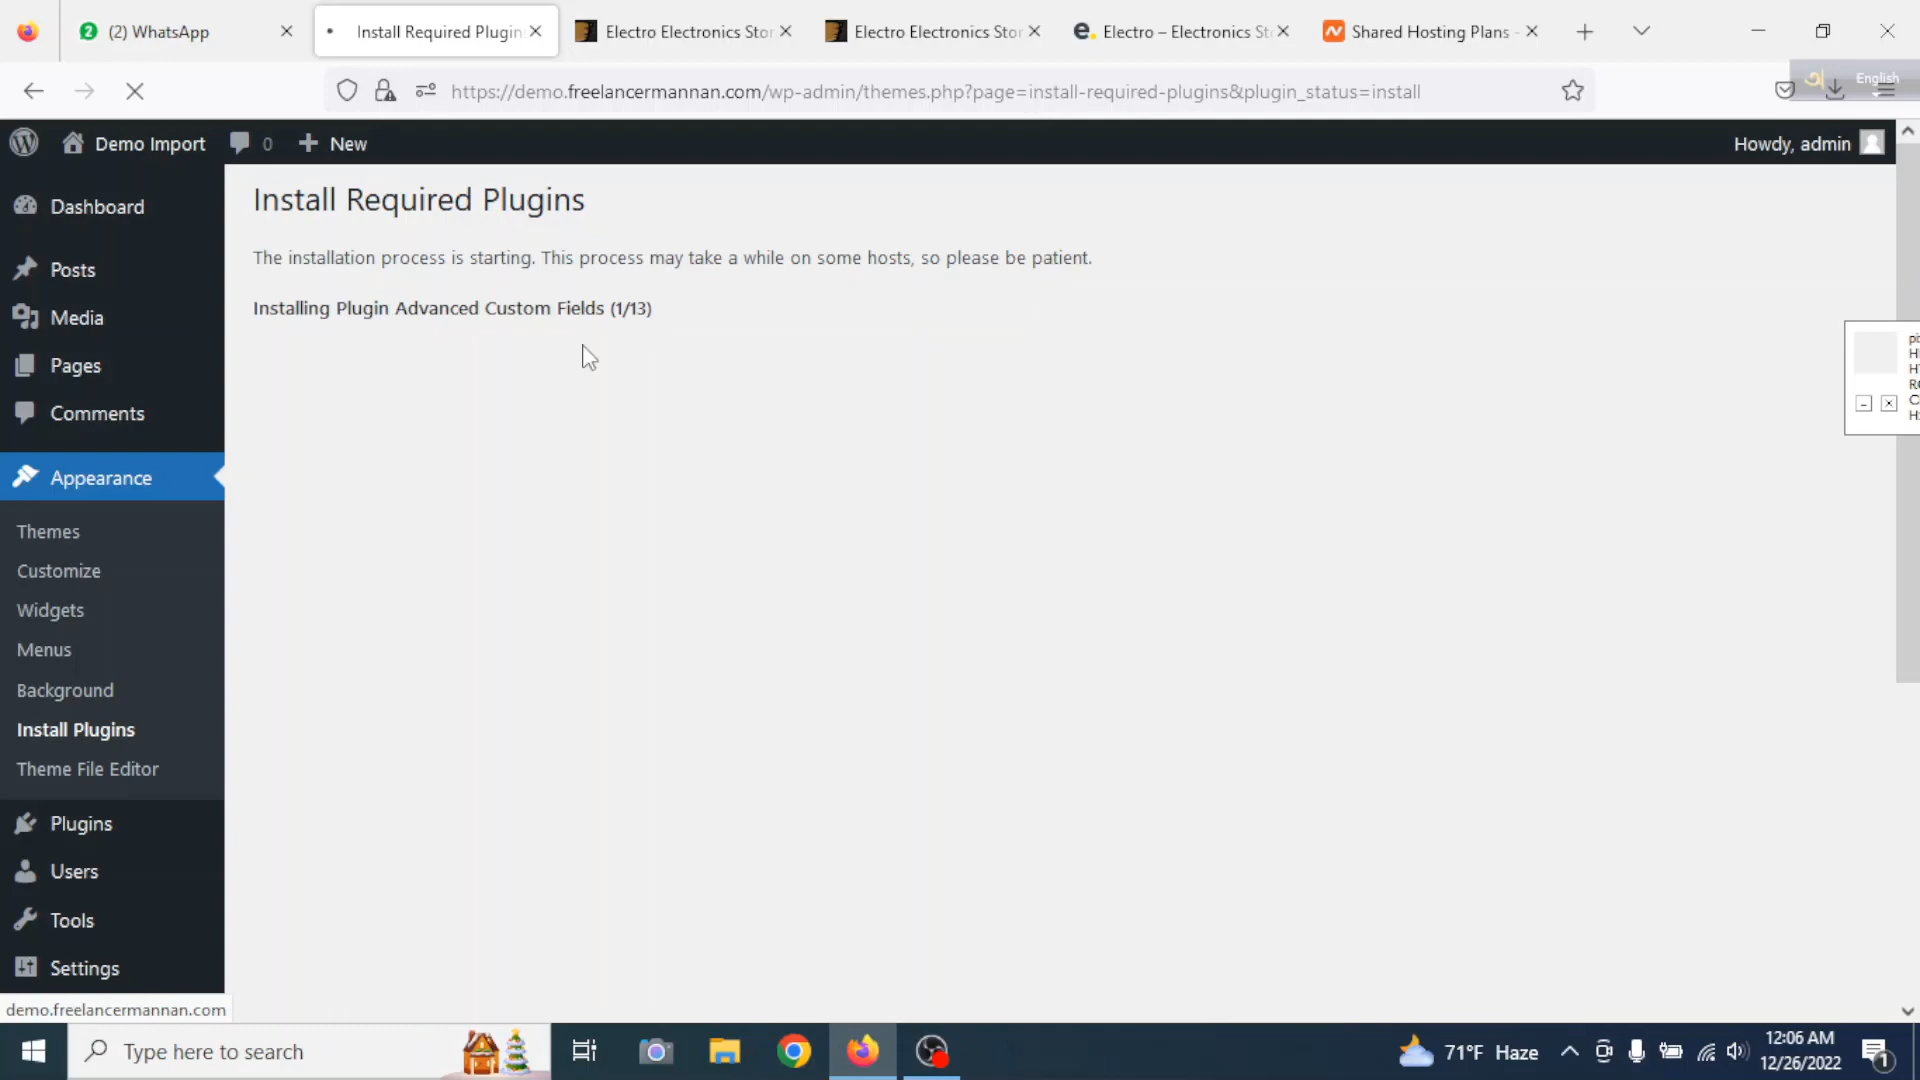 (2) WhatsApp
Install Required Plugin
Electro Electronics Stor
Electro Electronics Stor
Electro – Electronics St
Shared Hosting Plans -
https://demo.freelancermannan.com/wp-admin/themes.php?page=install-required-plugins&plugin_status=install
English
Demo Import
0
New
Howdy, admin
Dashboard
Posts
Media
Pages
Comments
Appearance
Themes
Customize
Widgets
Menus
Background
Install Plugins
Theme File Editor
Plugins
Users
Tools
Settings
Install Required Plugins
The installation process is starting. This process may take a while on some hosts, so please be patient.
Installing Plugin Advanced Custom Fields (1/13)
demo.freelancermannan.com
Type here to search
71°F Haze
12:06 AM
12/26/2022
1